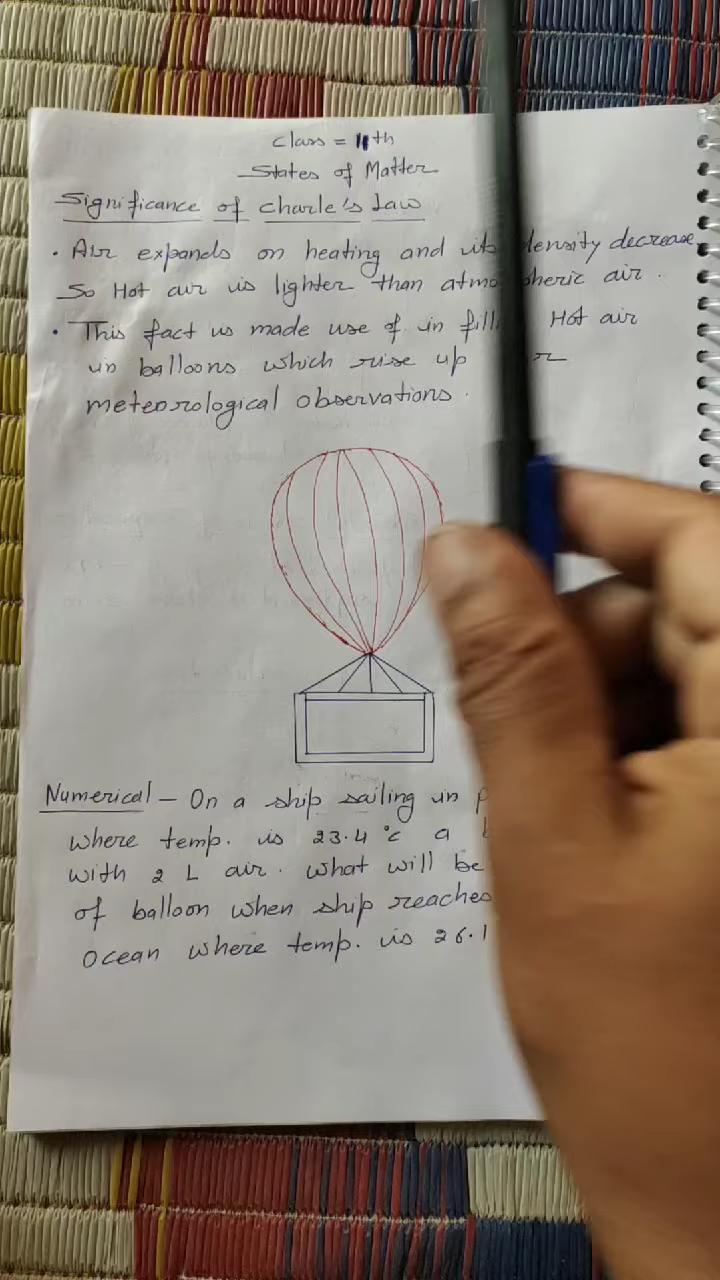 Class = 11th
States of Matter
Significance of Charle's Law
• Air expands on heating and its density decrease
So Hot air is lighter than atmospheric air.
• This fact is made use of in Hot air
in balloons which rise up
meteorological observations.
Numerical - On a ship sailing in
where temp. is 23.4 °c a
with 2 L air. What will be
of balloon when ship reaches
ocean where temp. is 26.1